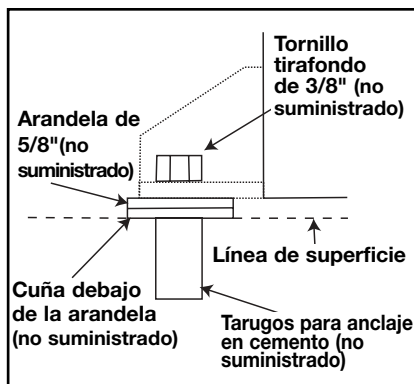 Tornillo
tirafondo
de 3/8" (no
suministrado)
Arandela de
5/8"(no
suministrado)
Línea de superficie
Cuña debajo
de la arandela
(no suministrado)
Tarugos para anclaje
en cemento (no
suministrado)